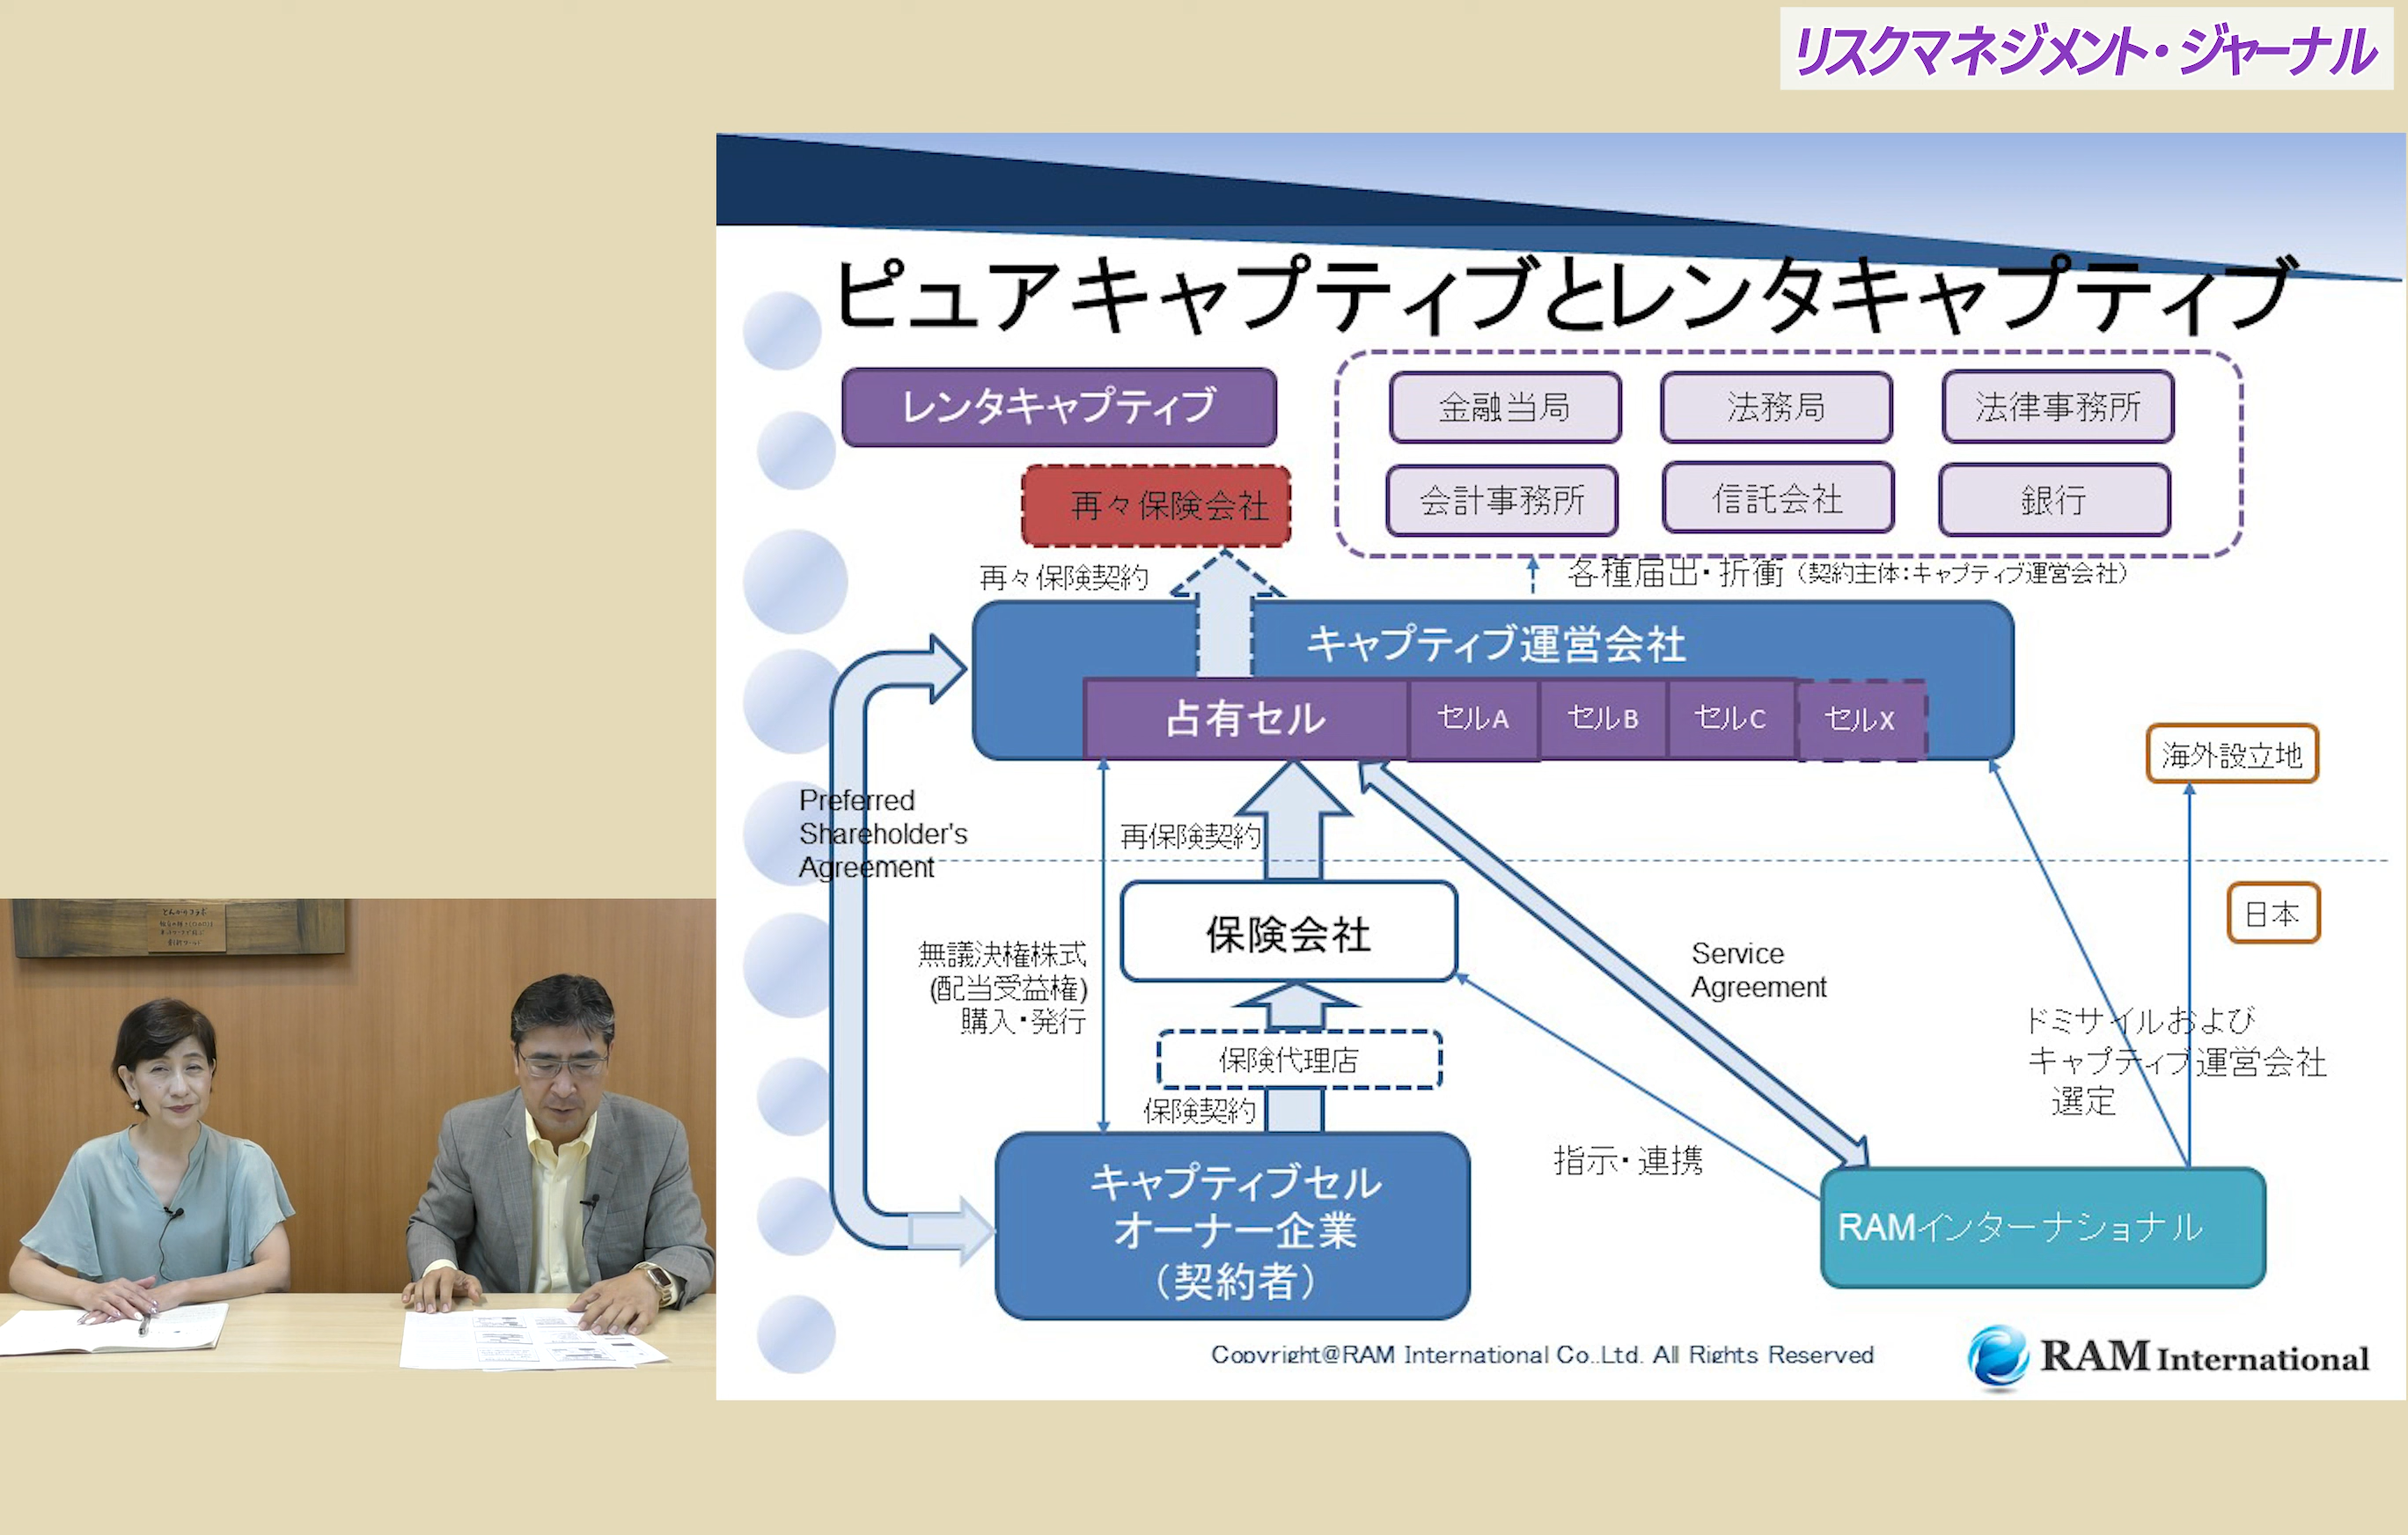 リスクマネジメント・ジャーナル
ピュアキャプティブとレンタキャプティブ
レンタキャプティブ
金融当局
法務局
法律事務所
再々保険会社
会計事務所
信託会社
銀行
再々保険契約
各種届出・折衝（契約主体：キャプティブ運営会社）
キャプティブ運営会社
占有セル
セルA
セルB
セルC
セルX
海外設立地
Preferred
Shareholder's
Agreement
再保険契約
日本
保険会社
無議決権株式
(配当受益権)
購入・発行
Service
Agreement
保険代理店
保険契約
ドミサイルおよび
キャプティブ運営会社
選定
指示・連携
キャプティブセル
オーナー企業
（契約者）
RAMインターナショナル
Copyright@RAM International Co.,Ltd. All Rights Reserved
RAM International